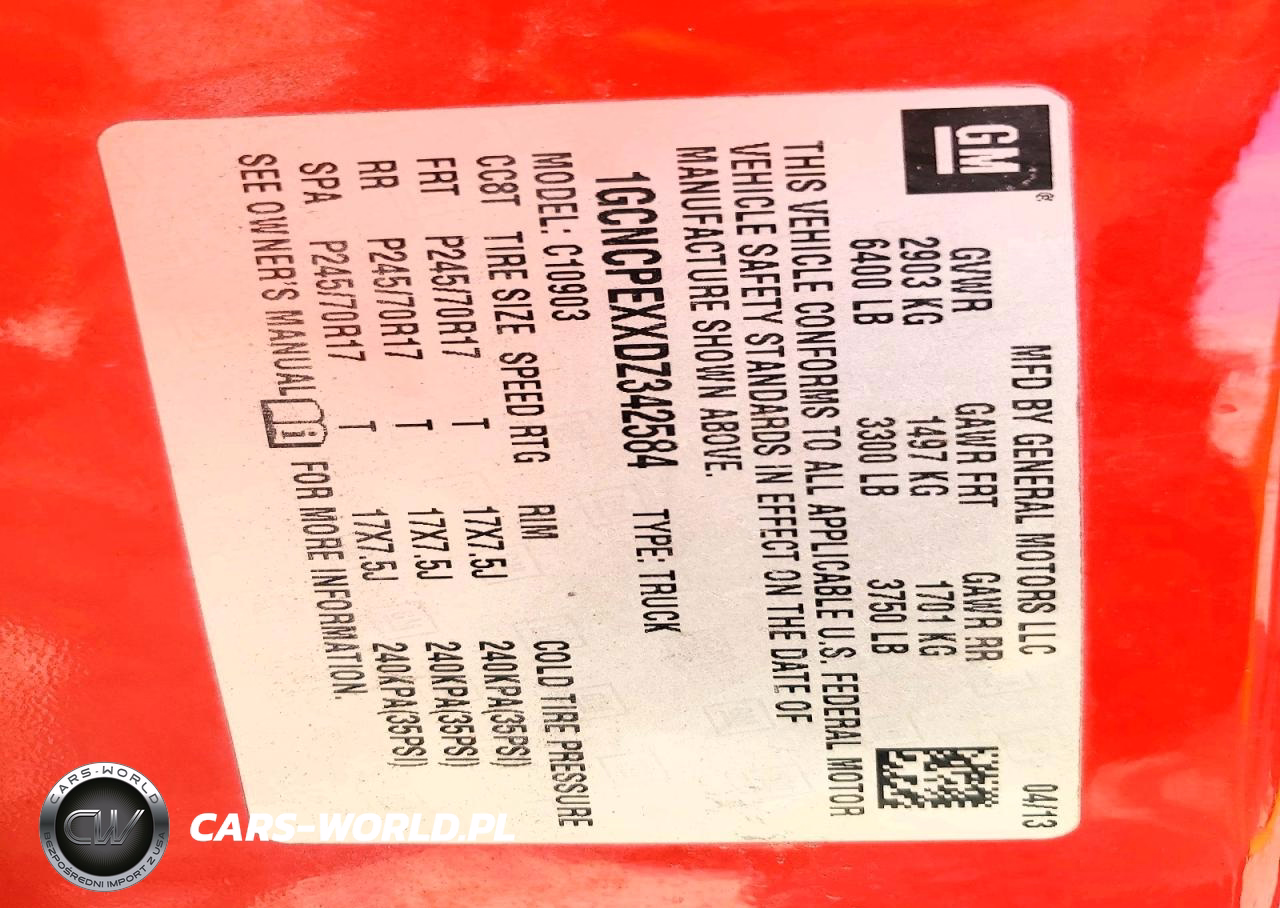 GM®
MFD BY GENERAL MOTORS LLC 04/13
GVWR GAWR FRT GAWR RR
2903 KG 1497 KG 1701 KG
6400 LB 3300 LB 3750 LB
THIS VEHICLE CONFORMS TO ALL APPLICABLE U.S. FEDERAL MOTOR
VEHICLE SAFETY STANDARDS IN EFFECT ON THE DATE OF
MANUFACTURE SHOWN ABOVE.
1GCNCPEXXDZ342584 TYPE: TRUCK
MODEL: C10903
CC8T TIRE SIZE SPEED RTG RIM COLD TIRE PRESSURE
FRT P245/70R17 T 17X7.5J 240KPA(35PSI)
RR P245/70R17 T 17X7.5J 240KPA(35PSI)
SPA P245/70R17 T 17X7.5J 240KPA(35PSI)
SEE OWNER'S MANUAL FOR MORE INFORMATION.
CARS-WORLD
CW
BEZPOŚREDNI IMPORT Z USA
CARS-WORLD.PL